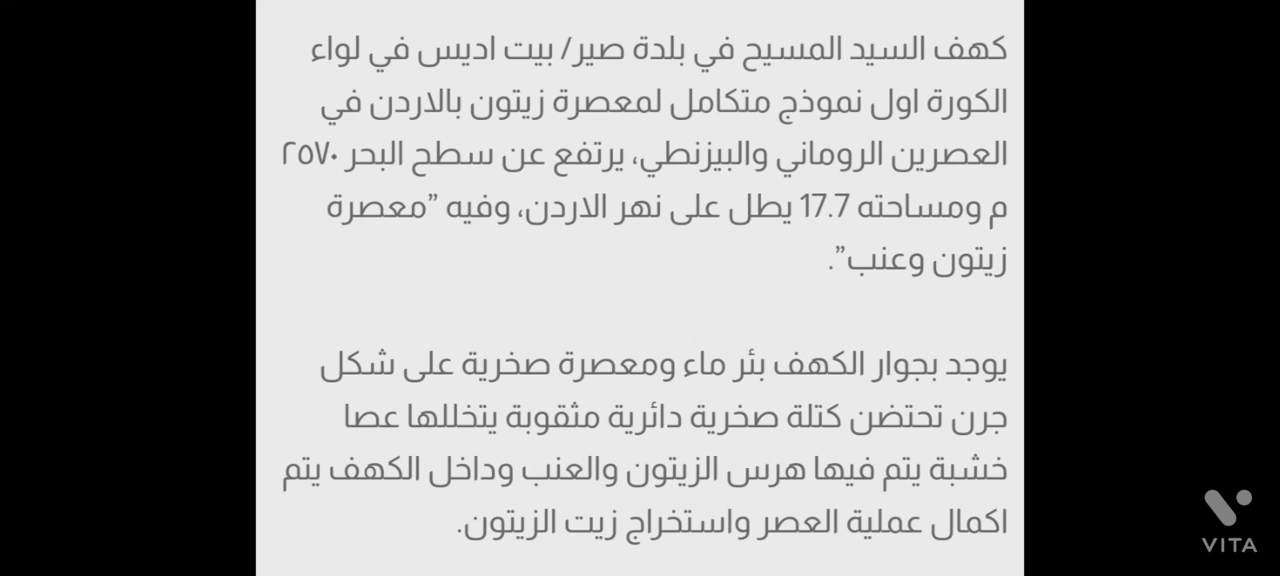 كهف السيد المسيح في بلدة صير/ بيت اديس في لواء
الكورة اول نموذج متكامل لمعصرة زيتون بالاردن في
العصرين الروماني والبيزنطي، يرتفع عن سطح البحر ٢٥٧٠
م ومساحته 17.7 يطل على نهر الاردن، وفيه ”معصرة
زيتون وعنب”.
يوجد بجوار الكهف بئر ماء ومعصرة صخرية على شكل
جرن تحتضن كتلة صخرية دائرية مثقوبة يتخللها عصا
خشبة يتم فيها هرس الزيتون والعنب وداخل الكهف يتم
اكمال عملية العصر واستخراج زيت الزيتون.
VITA